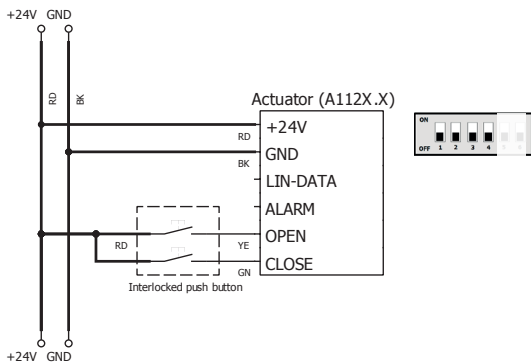 +24V GND
RD
BK
Actuator (A112X.X)
+24V
RD
GND
BK
LIN-DATA
ALARM
OPEN
RD
YE
CLOSE
GN
Interlocked push button
+24V GND
ON
OFF 1 2 3 4